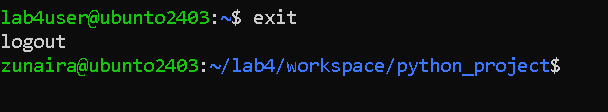 lab4user@ubunto2403:~$ exit
logout
zunaira@ubunto2403:~/lab4/workspace/python_project$